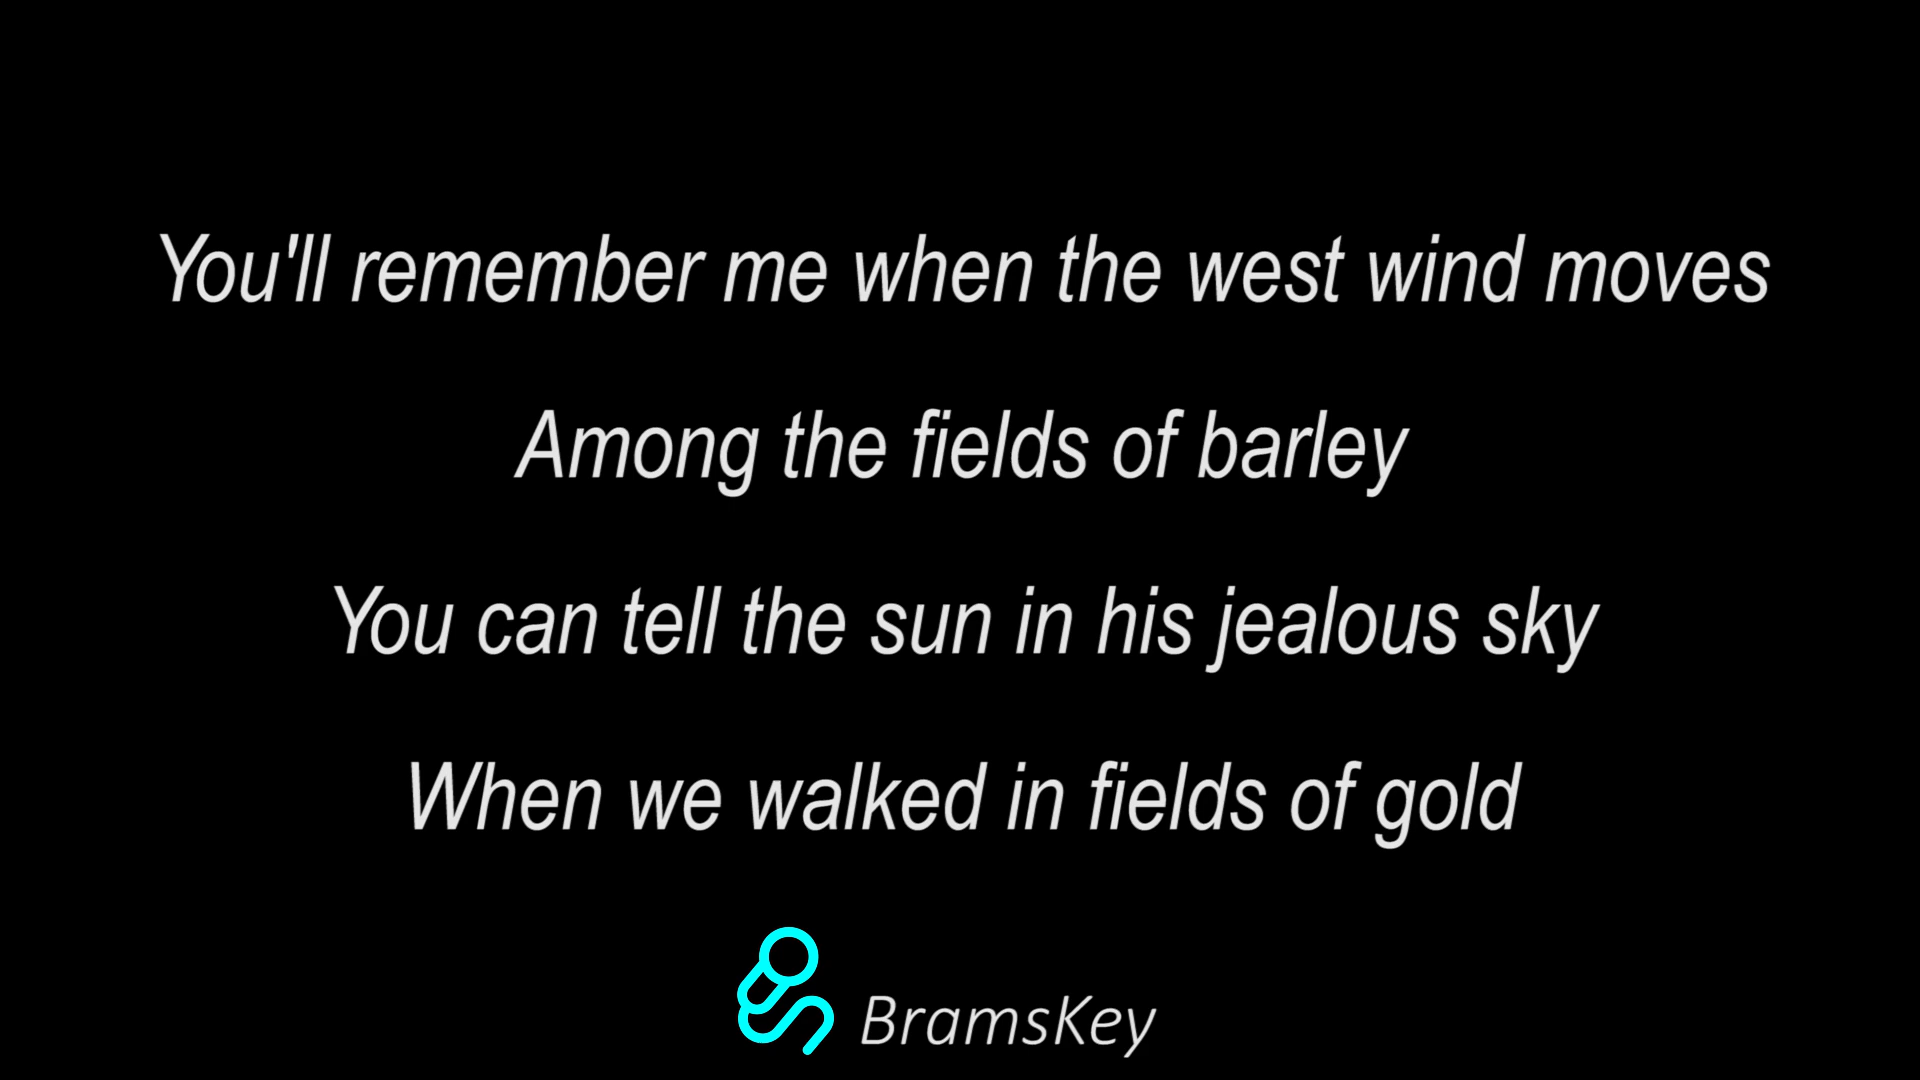 You'll remember me when the west wind moves
Among the fields of barley
You can tell the sun in his jealous sky
When we walked in fields of gold
BramsKey